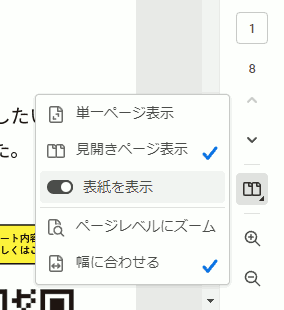 したい
た。
ート内容
しくはこ
単一ページ表示
見開きページ表示
表紙を表示
ページレベルにズーム
幅に合わせる
1
8